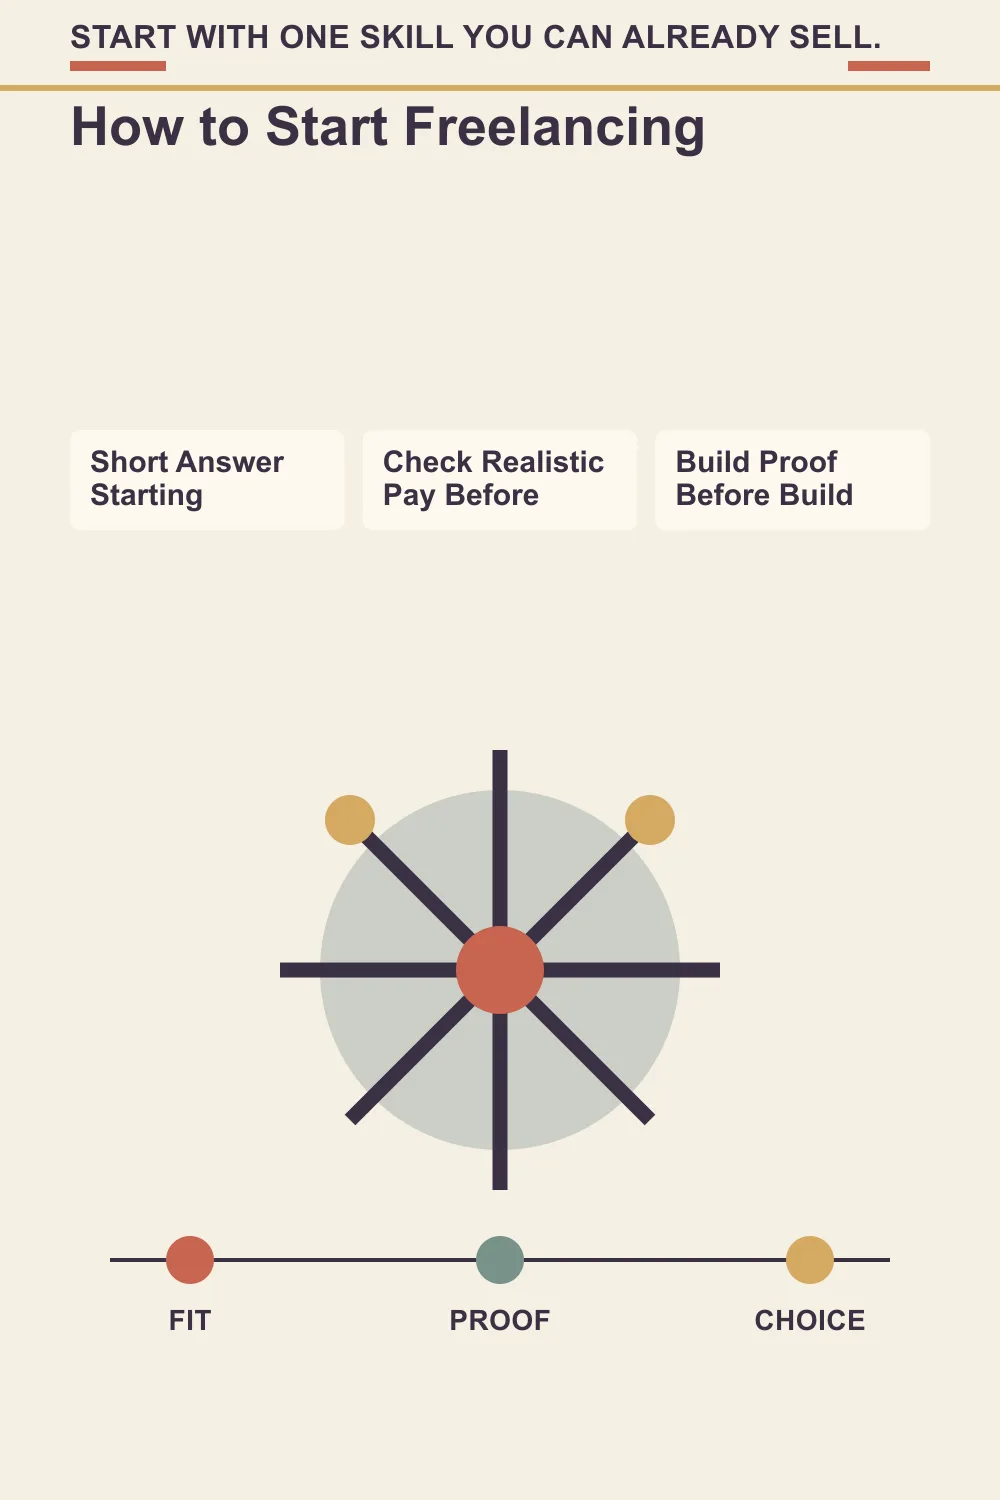 START WITH ONE SKILL YOU CAN ALREADY SELL.
How to Start Freelancing
Short Answer
Starting
Check Realistic
Pay Before
Build Proof
Before Build
FIT
PROOF
CHOICE